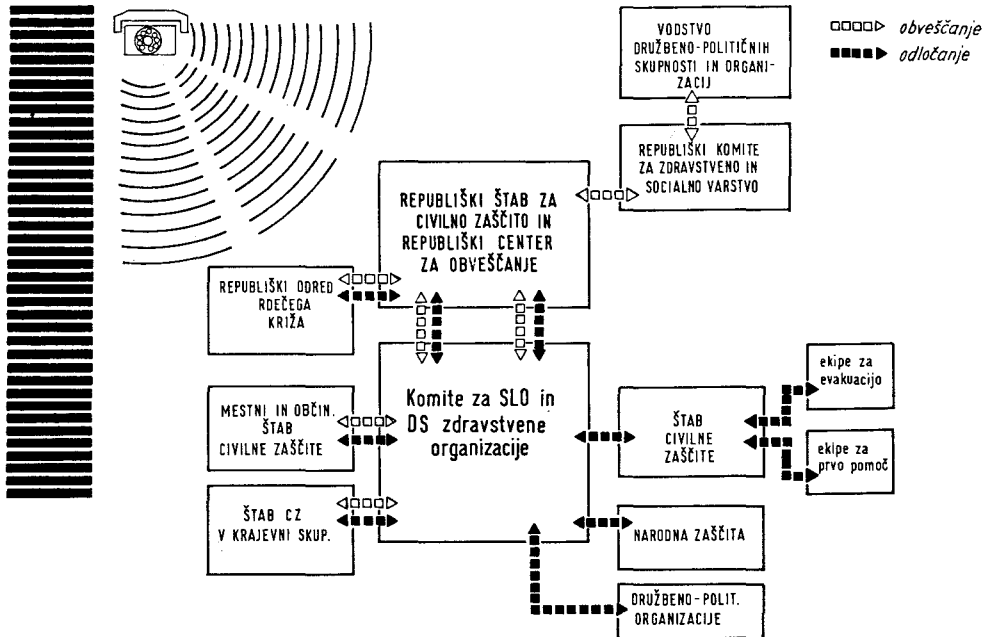 VODSTVO
DRUŽBENO-POLITIČNIH
SKUPNOSTI IN ORGANI-
ZACIJ
obveščanje
odločanje
REPUBLIŠKI KOMITE
ZA ZDRAVSTVENO IN
SOCIALNO VARSTVO
REPUBLIŠKI ŠTAB ZA
CIVILNO ZAŠČITO IN
REPUBLIŠKI CENTER
ZA OBVEŠČANJE
REPUBLIŠKI ODRED
RDEČEGA
KRIŽA
Komite za SLO in
DS zdravstvene
organizacije
MESTNI IN OBČIN.
ŠTAB
CIVILNE ZAŠČITE
ŠTAB CZ
V KRAJEVNI SKUP.
ŠTAB
CIVILNE
ZAŠČITE
ekipe za
evakuacijo
ekipe za
prvo pomoč
NARODNA ZAŠČITA
DRUŽBENO-POLIT.
ORGANIZACIJE